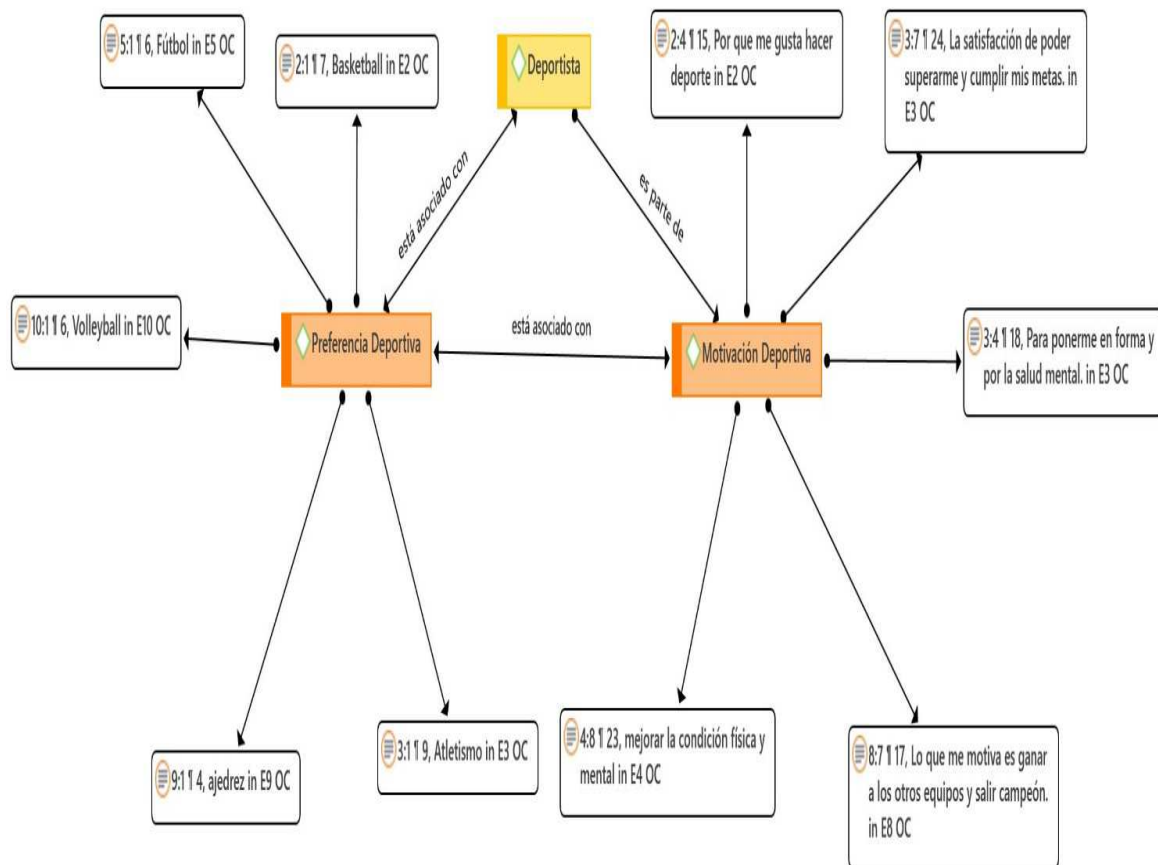 5:1 ¶ 6, Fútbol in E5 OC
2:1 ¶ 7, Basketball in E2 OC
Deportista
2:4 ¶ 15, Por que me gusta hacer
deporte in E2 OC
3:7 ¶ 24, La satisfacción de poder
superarme y cumplir mis metas. in
E3 OC
está asociado con
es parte de
10:1 ¶ 6, Volleyball in E10 OC
Preferencia Deportiva
está asociado con
Motivación Deportiva
3:4 ¶ 18, Para ponerme en forma y
por la salud mental. in E3 OC
9:1 ¶ 4, ajedrez in E9 OC
3:1 ¶ 9, Atletismo in E3 OC
4:8 ¶ 23, mejorar la condición física y
mental in E4 OC
8:7 ¶ 17, Lo que me motiva es ganar
a los otros equipos y salir campeón.
in E8 OC